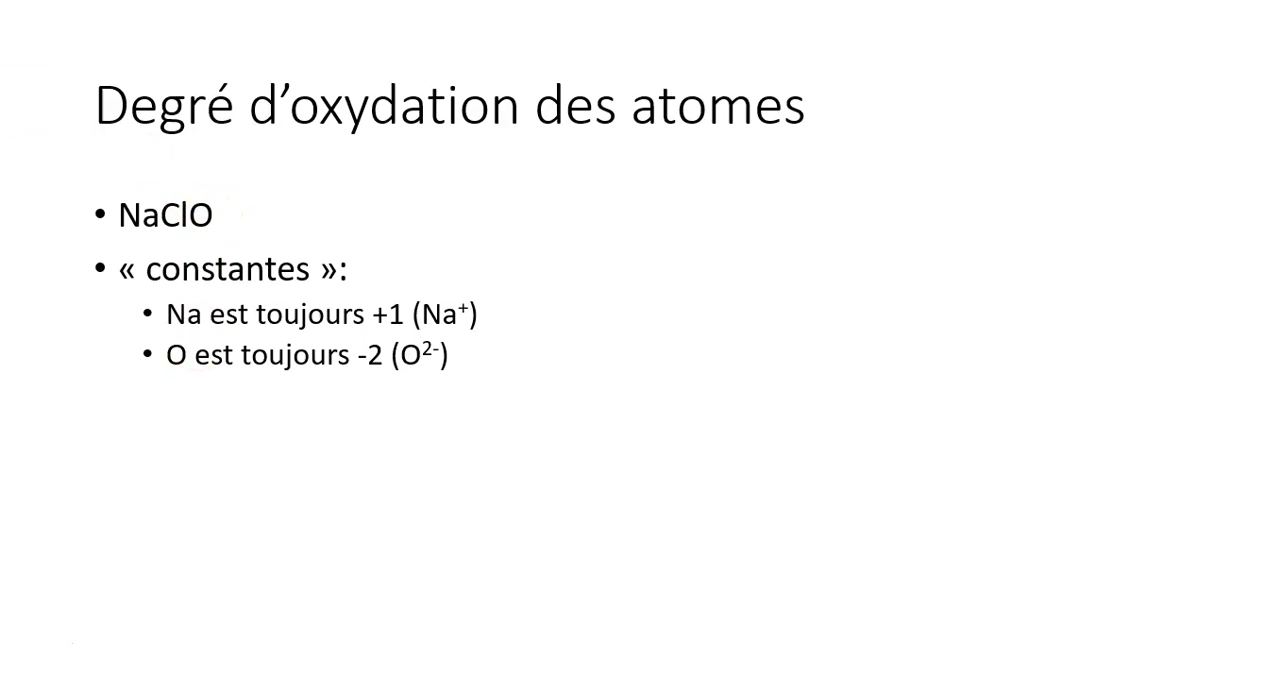 Degré d’oxydation des atomes
• NaClO
• « constantes »:
• Na est toujours +1 (Na⁺)
• O est toujours -2 (O²⁻)